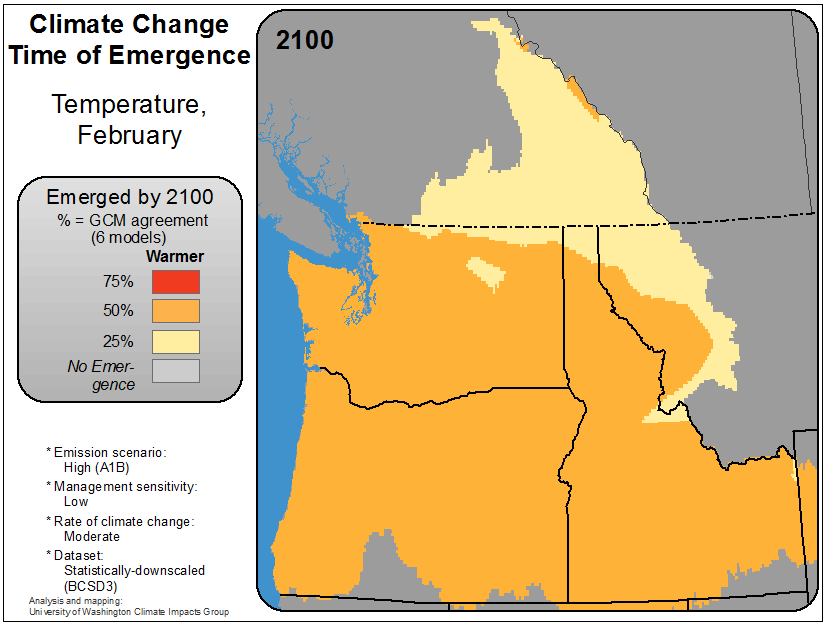 Climate Change
Time of Emergence
Temperature,
February
Emerged by 2100
% = GCM agreement
(6 models)
Warmer
75%
50%
25%
No Emer-
gence
* Emission scenario:
High (A1B)
* Management sensitivity:
Low
* Rate of climate change:
Moderate
* Dataset:
Statistically-downscaled
(BCSD3)
Analysis and mapping:
University of Washington Climate Impacts Group
2100